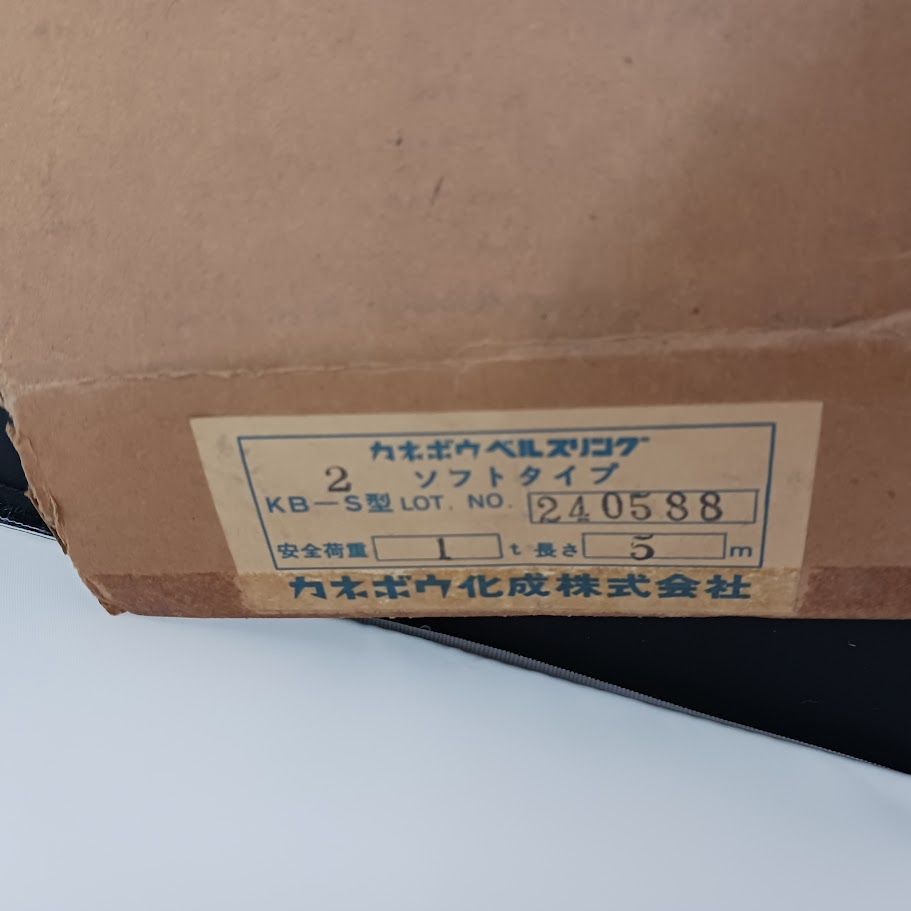 カネボウベルスリング
2 ソフトタイプ
KB-S型 LOT. NO. 240588
安全荷重 1 t 長さ 5 m
カネボウ化成株式会社